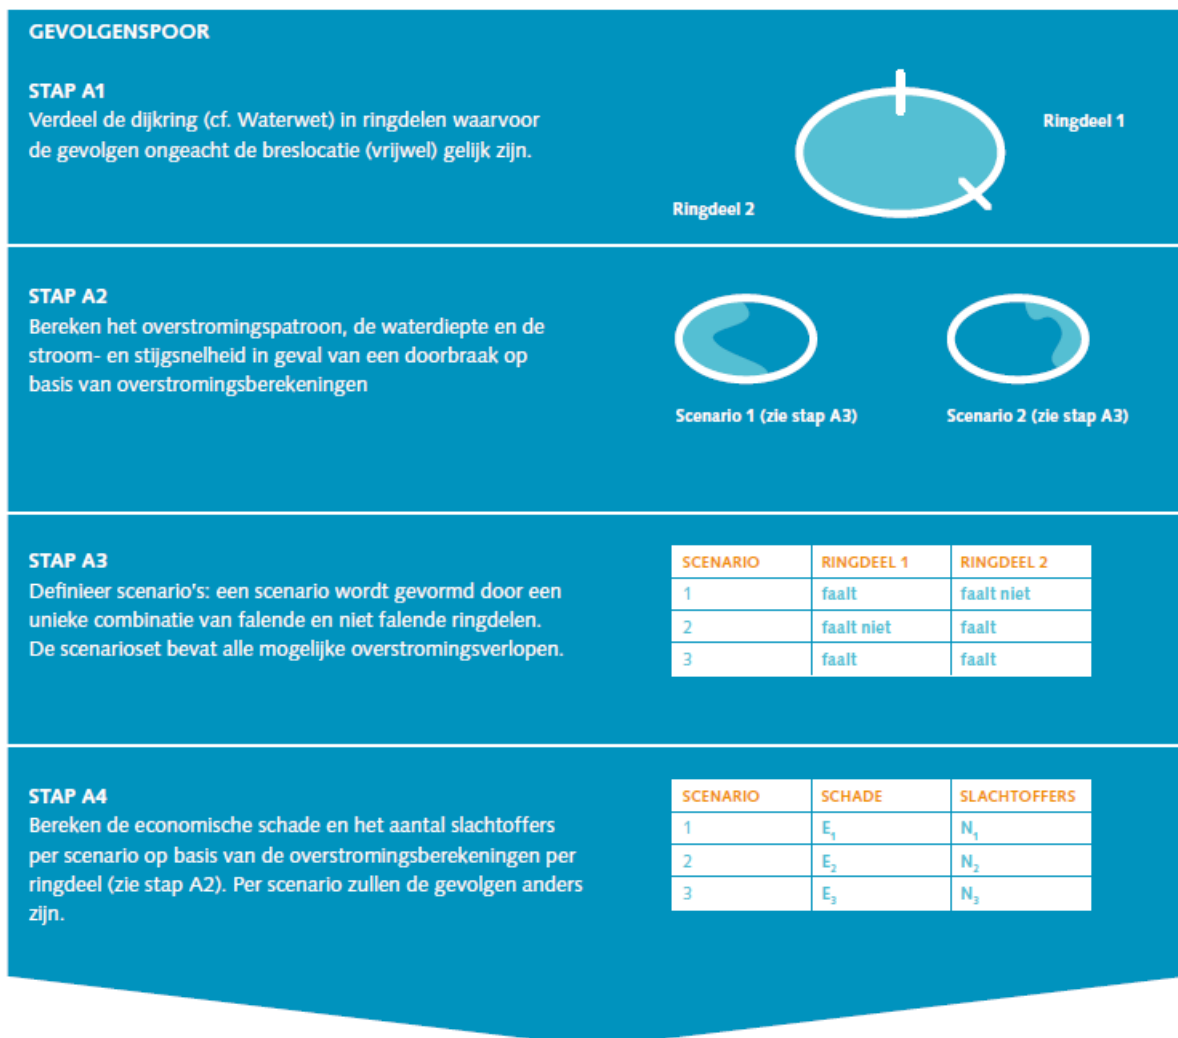 GEVOLGENSPOOR
STAP A1
Verdeel de dijkring (cf. Waterwet) in ringdelen waarvoor
de gevolgen ongeacht de breslocatie (vrijwel) gelijk zijn.
Ringdeel 1
Ringdeel 2
STAP A2
Bereken het overstromingspatroon, de waterdiepte en de
stroom- en stijgsnelheid in geval van een doorbraak op
basis van overstromingsberekeningen
Scenario 1 (zie stap A3) Scenario 2 (zie stap A3)
STAP A3
Definieer scenario's: een scenario wordt gevormd door een
unieke combinatie van falende en niet falende ringdelen.
De scenarioset bevat alle mogelijke overstromingsverlopen.
SCENARIO RINGDEEL 1 RINGDEEL 2
1 faalt faalt niet
2 faalt niet faalt
3 faalt faalt
STAP A4
Bereken de economische schade en het aantal slachtoffers
per scenario op basis van de overstromingsberekeningen per
ringdeel (zie stap A2). Per scenario zullen de gevolgen anders
zijn.
SCENARIO SCHADE SLACHTOFFERS
1 E₁ N₁
2 E₂ N₂
3 E₃ N₃